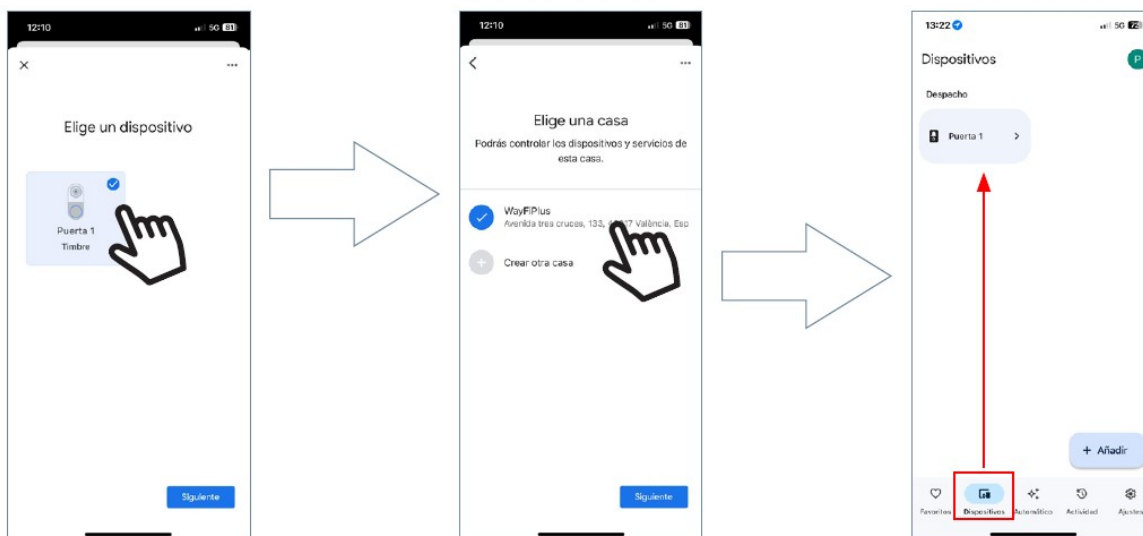 12:10
5G 81
Elige un dispositivo
Puerta 1
Timbre
Siguiente
12:10
5G 81
Elige una casa
Podrás controlar los dispositivos y servicios de
esta casa.
WayFiPlus
Avenida tres cruces, 133, València, Esp
Crear otra casa
Siguiente
13:22
5G
Dispositivos
P
Despacho
Puerta 1
+ Añadir
Favoritos
Dispositivos
Automático
Actividad
Ajustes